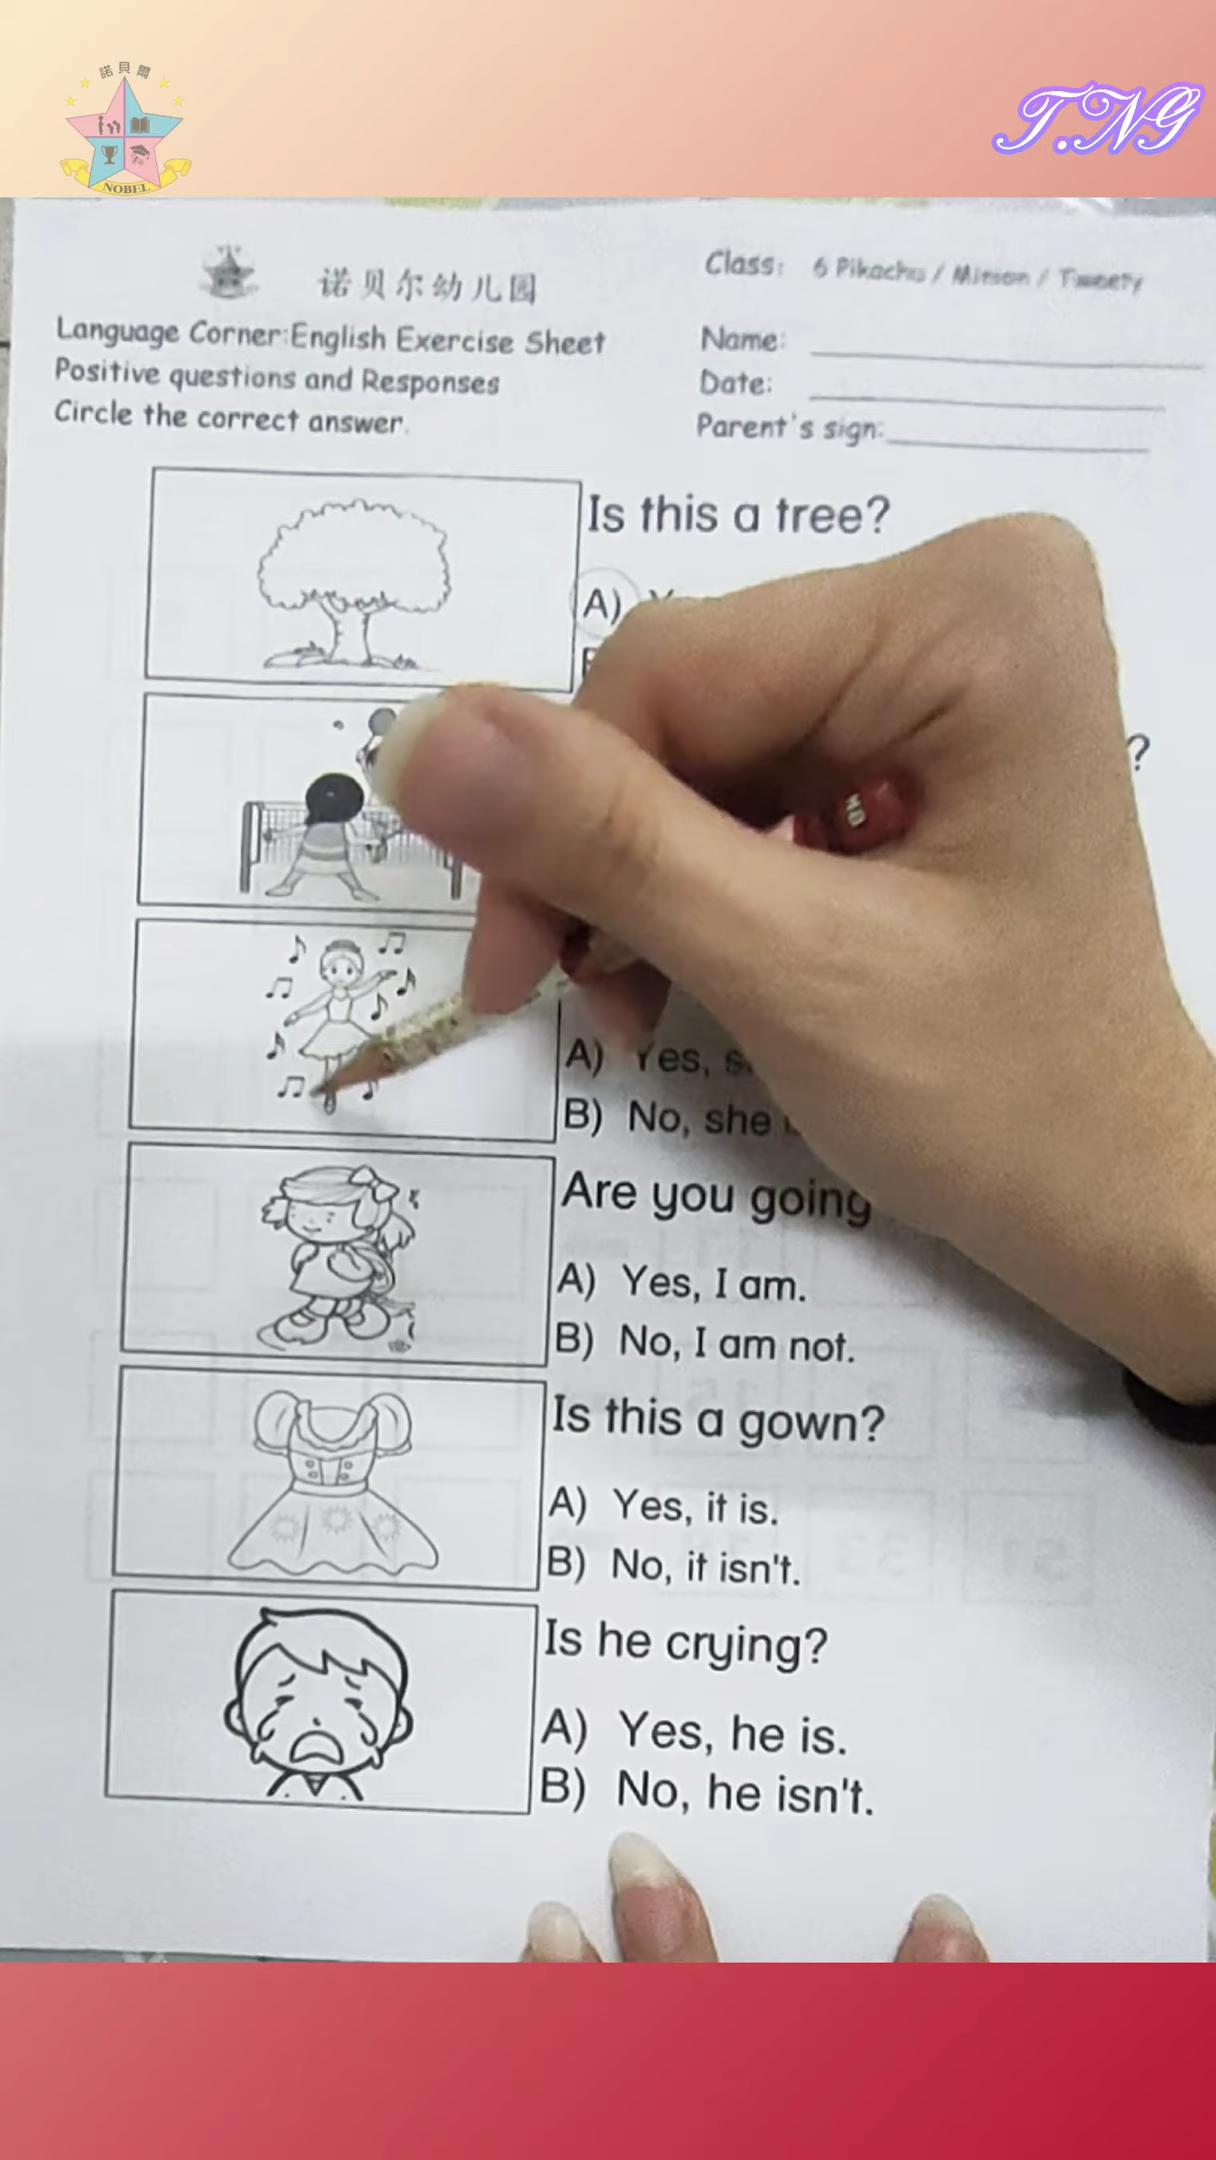 諾貝爾
NOBEL
T.NG
诺贝尔幼儿园
Class: 6 Pikachu / Minion / Tweety
Language Corner:English Exercise Sheet
Name:
Positive questions and Responses
Date:
Circle the correct answer.
Parent's sign:
Is this a tree?
A)
?
HB
A) Yes,
B) No, she
Are you going
A) Yes, I am.
B) No, I am not.
Is this a gown?
A) Yes, it is.
B) No, it isn't.
Is he crying?
A) Yes, he is.
B) No, he isn't.